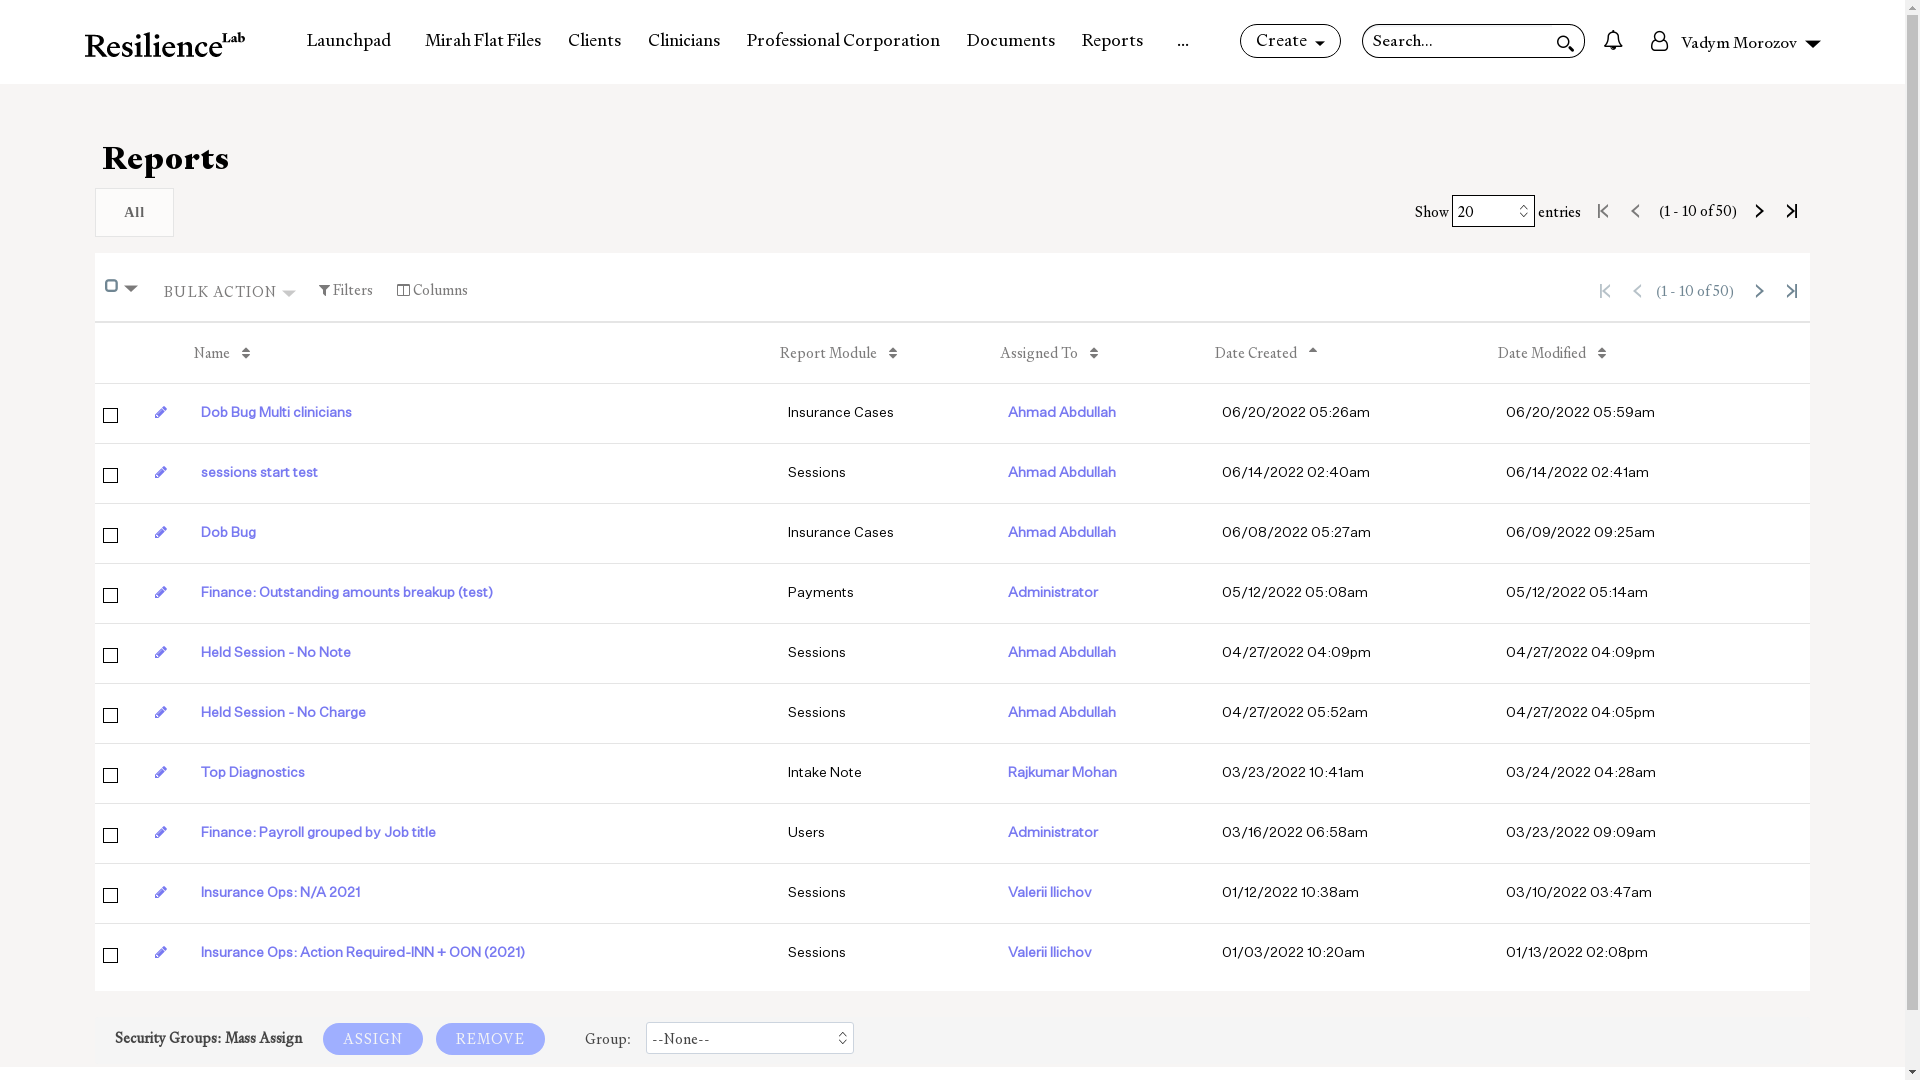 ResilienceLab Launchpad Mirah Flat Files Clients Clinicians Professional Corporation Documents Reports ... Create Search... Vadym Morozov
Reports
All Show 20 entries (1 - 10 of 50)
BULK ACTION Filters Columns (1 - 10 of 50)
Name Report Module Assigned To Date Created Date Modified
Dob Bug Multi clinicians Insurance Cases Ahmad Abdullah 06/20/2022 05:26am 06/20/2022 05:59am
sessions start test Sessions Ahmad Abdullah 06/14/2022 02:40am 06/14/2022 02:41am
Dob Bug Insurance Cases Ahmad Abdullah 06/08/2022 05:27am 06/09/2022 09:25am
Finance: Outstanding amounts breakup (test) Payments Administrator 05/12/2022 05:08am 05/12/2022 05:14am
Held Session - No Note Sessions Ahmad Abdullah 04/27/2022 04:09pm 04/27/2022 04:09pm
Held Session - No Charge Sessions Ahmad Abdullah 04/27/2022 05:52am 04/27/2022 04:05pm
Top Diagnostics Intake Note Rajkumar Mohan 03/23/2022 10:41am 03/24/2022 04:28am
Finance: Payroll grouped by Job title Users Administrator 03/16/2022 06:58am 03/23/2022 09:09am
Insurance Ops: N/A 2021 Sessions Valerii Ilichov 01/12/2022 10:38am 03/10/2022 03:47am
Insurance Ops: Action Required-INN + OON (2021) Sessions Valerii Ilichov 01/03/2022 10:20am 01/13/2022 02:08pm
Security Groups: Mass Assign ASSIGN REMOVE Group: --None--